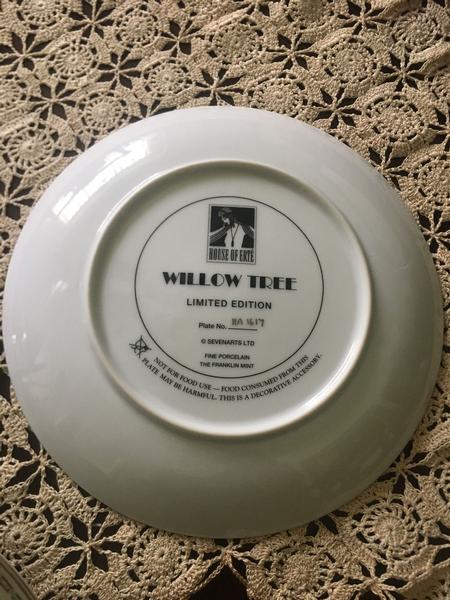 HOUSE OF ERTÉ
WILLOW TREE
LIMITED EDITION
Plate No. HA 1617
© SEVENARTS LTD
FINE PORCELAIN
THE FRANKLIN MINT
NOT FOR FOOD USE — FOOD CONSUMED FROM THIS
PLATE MAY BE HARMFUL. THIS IS A DECORATIVE ACCESSORY.